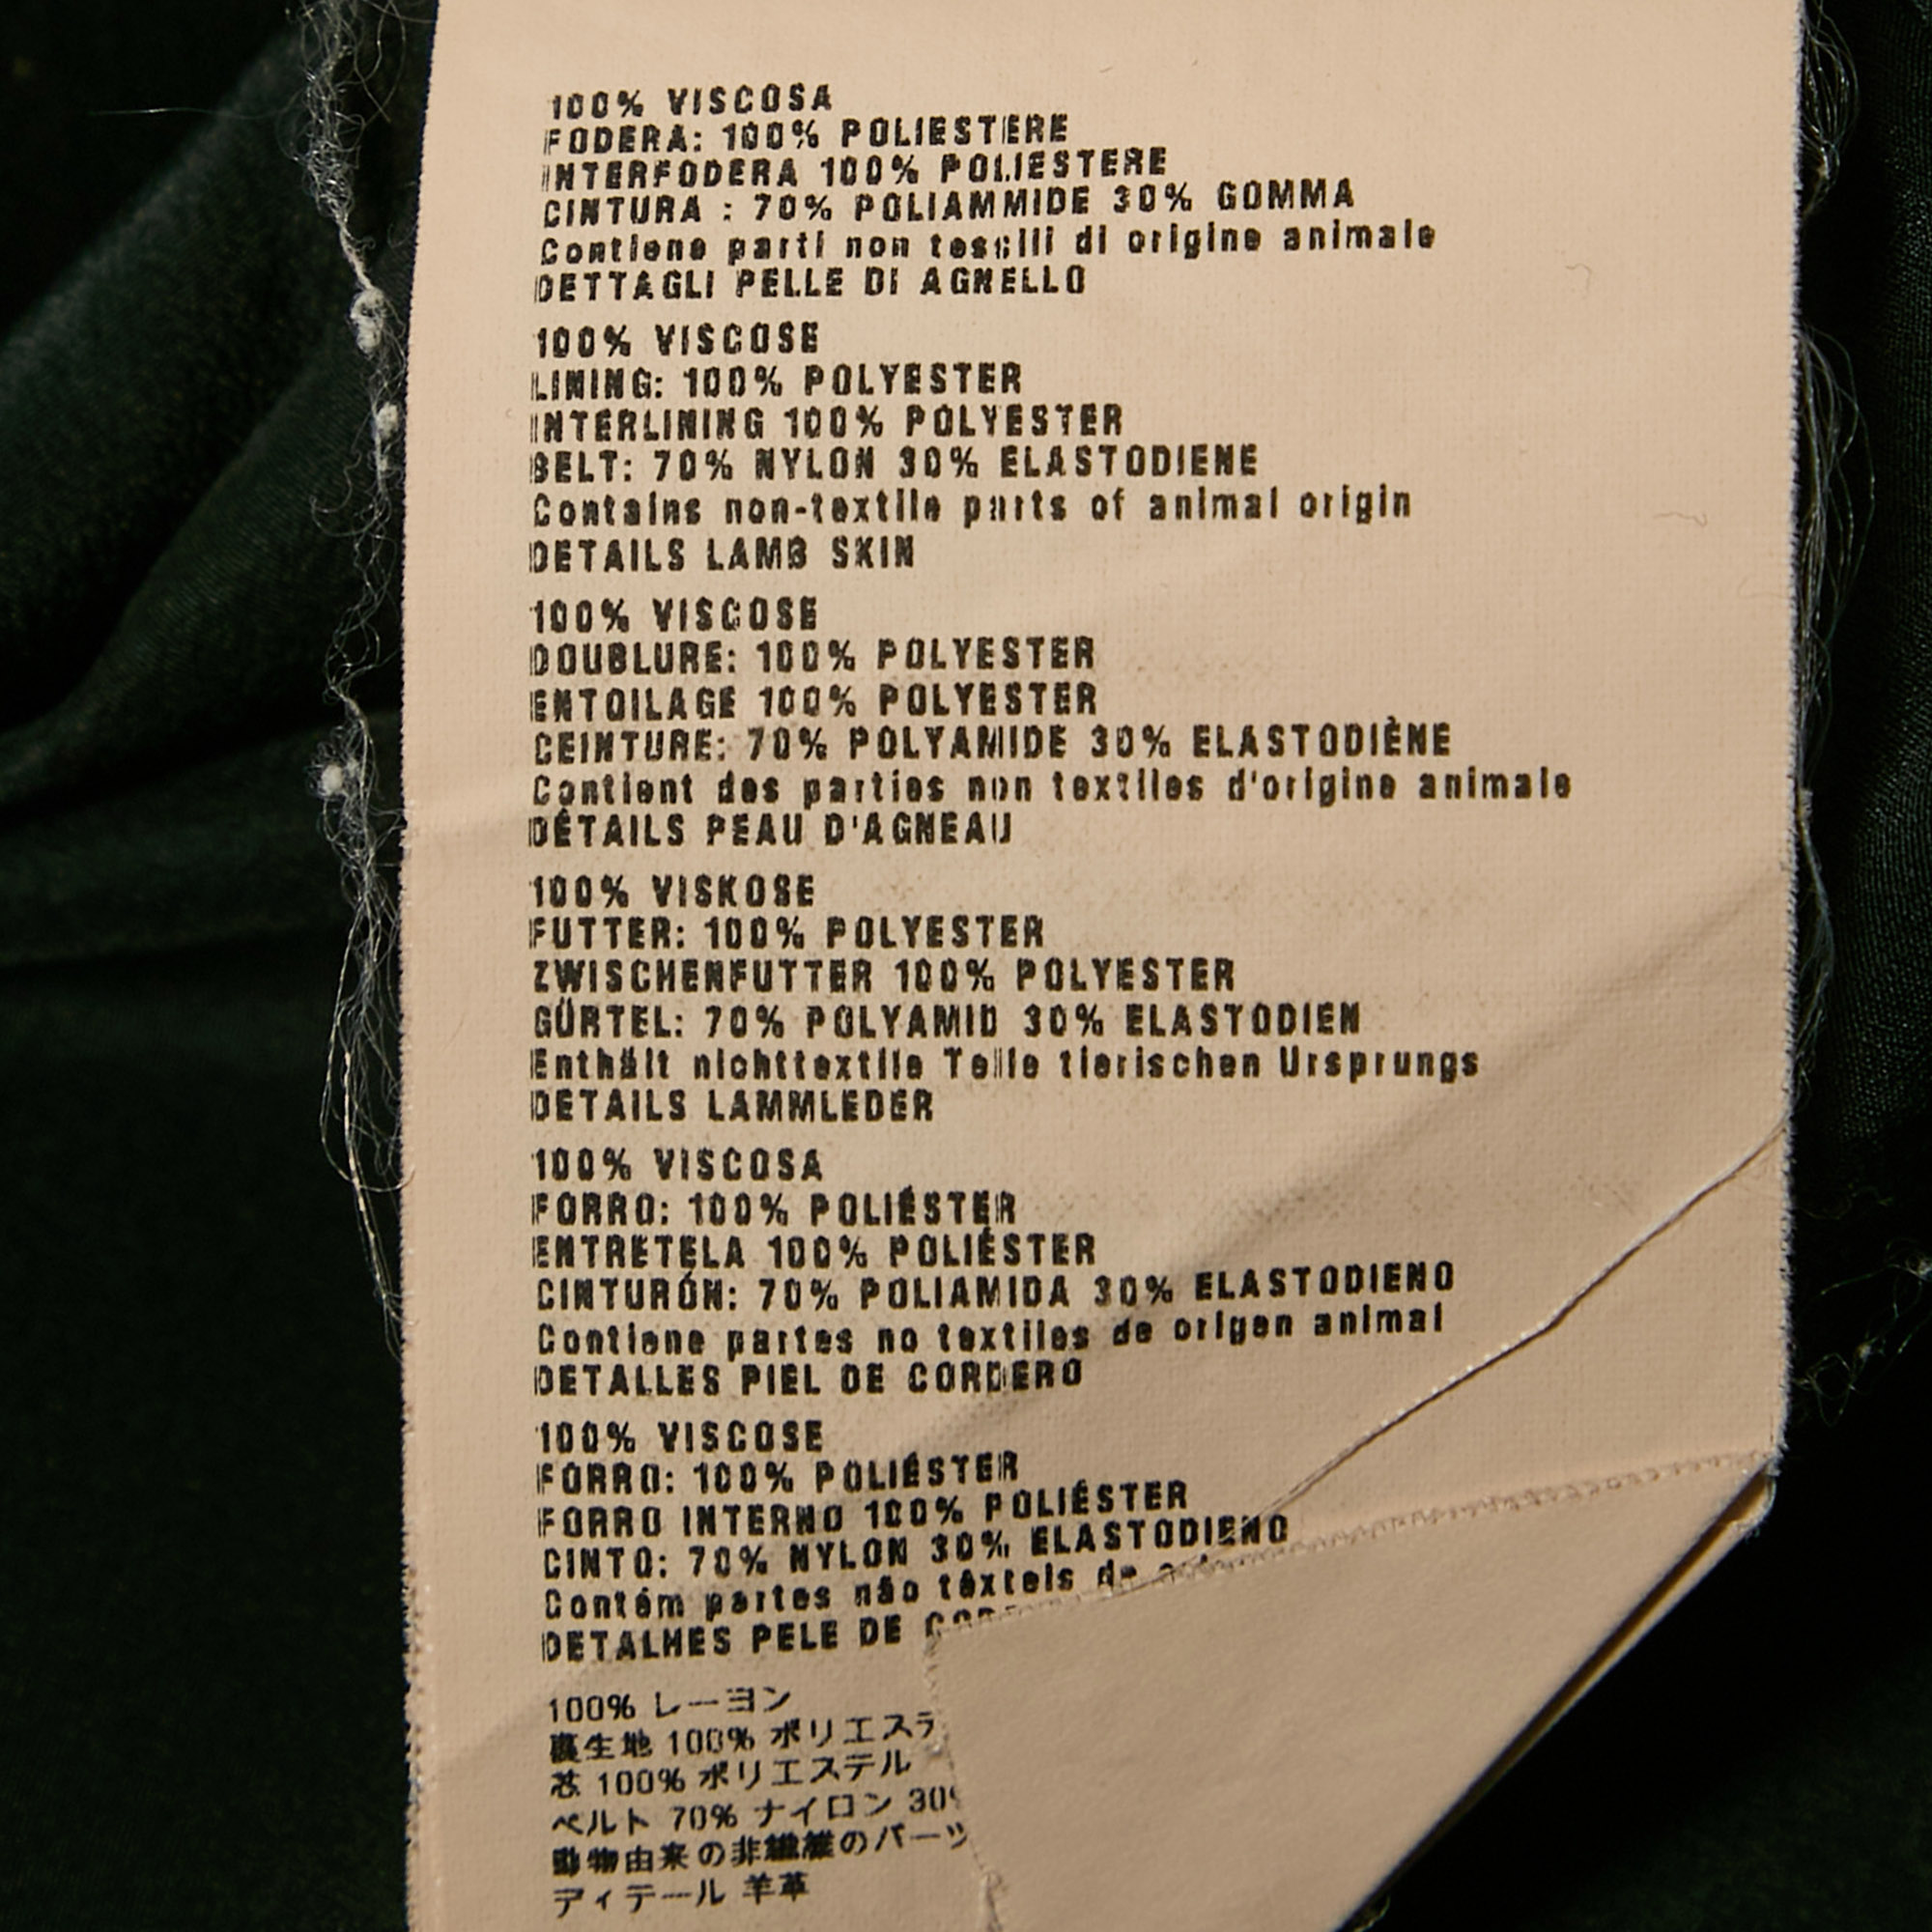 100% VISCOSA
FODERA: 100% POLIESTERE
INTERFODERA 100% POLIESTERE
CINTURA : 70% POLIAMMIDE 30% GOMMA
Contiene parti non tessili di origine animale
DETTAGLI PELLE DI AGNELLO
100% VISCOSE
LINING: 100% POLYESTER
INTERLINING 100% POLYESTER
BELT: 70% NYLON 30% ELASTODIENE
Contains non-textile parts of animal origin
DETAILS LAMB SKIN
100% VISCOSE
DOUBLURE: 100% POLYESTER
ENTOILAGE 100% POLYESTER
CEINTURE: 70% POLYAMIDE 30% ELASTODIÈNE
Contient des parties non textiles d'origine animale
DÉTAILS PEAU D'AGNEAU
100% VISKOSE
FUTTER: 100% POLYESTER
ZWISCHENFUTTER 100% POLYESTER
GÜRTEL: 70% POLYAMID 30% ELASTODIEN
Enthält nichttextile Teile tierischen Ursprungs
DETAILS LAMMLEDER
100% VISCOSA
FORRO: 100% POLIÉSTER
ENTRETELA 100% POLIÉSTER
CINTURÓN: 70% POLIAMIDA 30% ELASTODIENO
Contiene partes no textiles de origen animal
DETALLES PIEL DE CORDERO
100% VISCOSE
FORRO: 100% POLIÉSTER
FORRO INTERNO 100% POLIÉSTER
CINTO: 70% NYLON 30% ELASTODIENO
Contém partes não têxteis de
DETALHES PELE DE
100% レーヨン
裏生地 100% ポリエステ
芯 100% ポリエステル
ベルト 70% ナイロン 30%
動物由来の非繊維のパーツ
ディテール 羊革